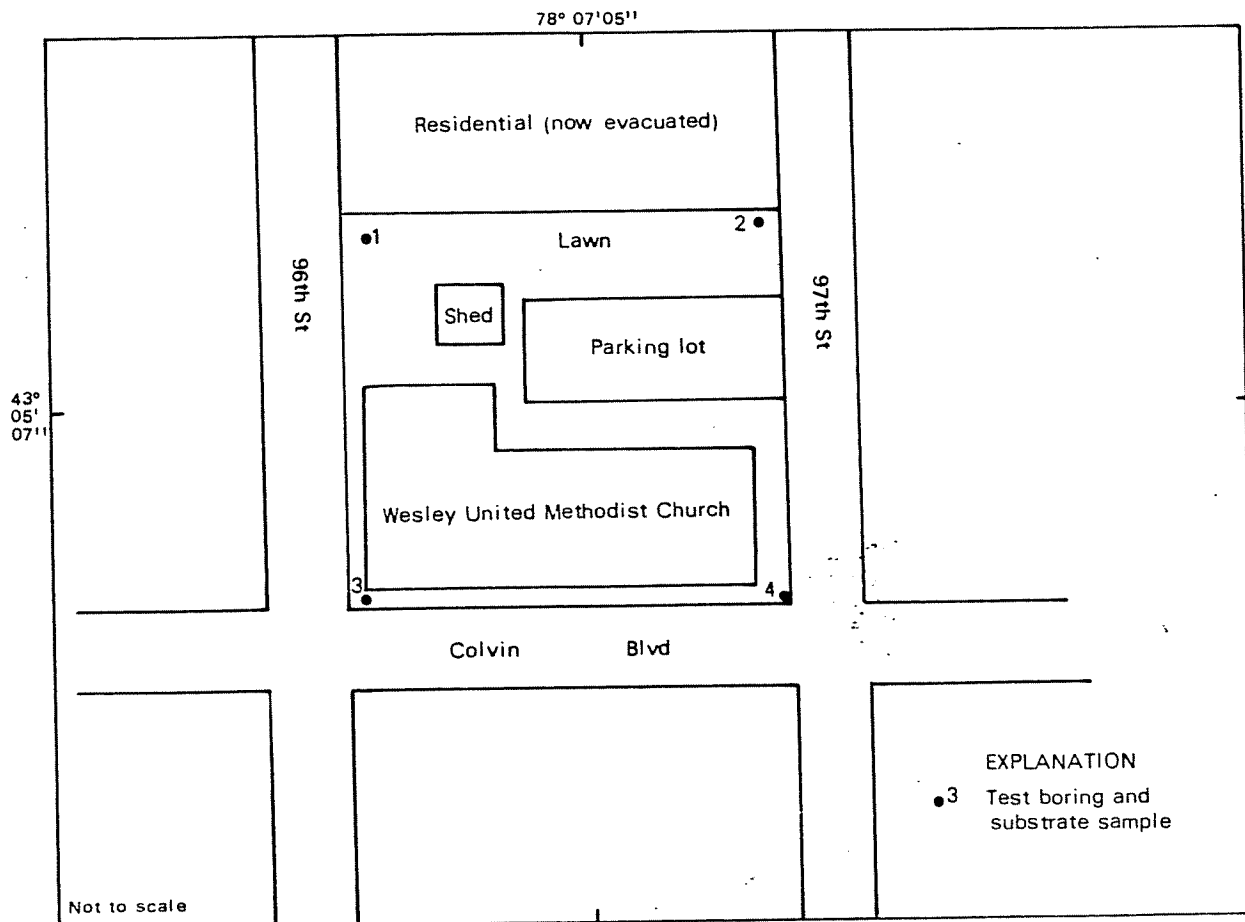 78° 07'05"
Residential (now evacuated)
1
Lawn
2
96th St
97th St
Shed
Parking lot
43°
05'
07"
Wesley United Methodist Church
3
4
Colvin Blvd
EXPLANATION
3 Test boring and
substrate sample
Not to scale